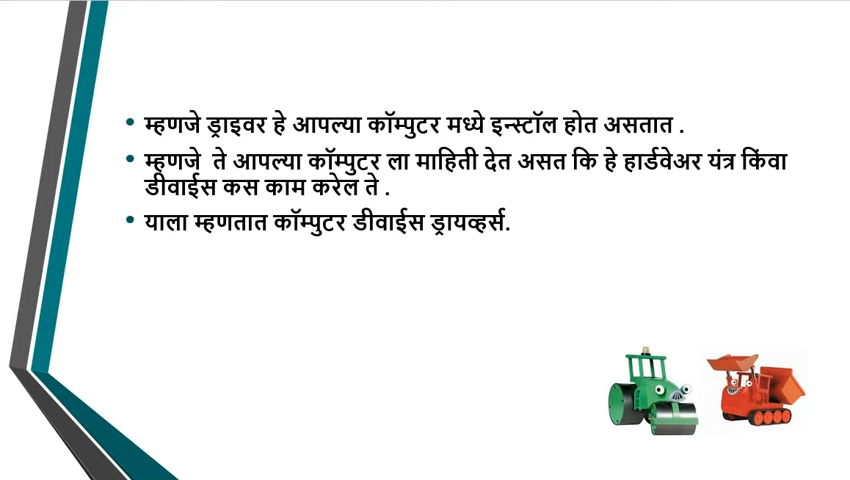 म्हणजे ड्राइवर हे आपल्या कॉम्पुटर मध्ये इन्स्टॉल होत असतात .
म्हणजे ते आपल्या कॉम्पुटर ला माहिती देत असत कि हे हार्डवेअर यंत्र किंवा
डीवाईस कस काम करेल ते .
याला म्हणतात कॉम्पुटर डीवाईस ड्रायव्हर्स.